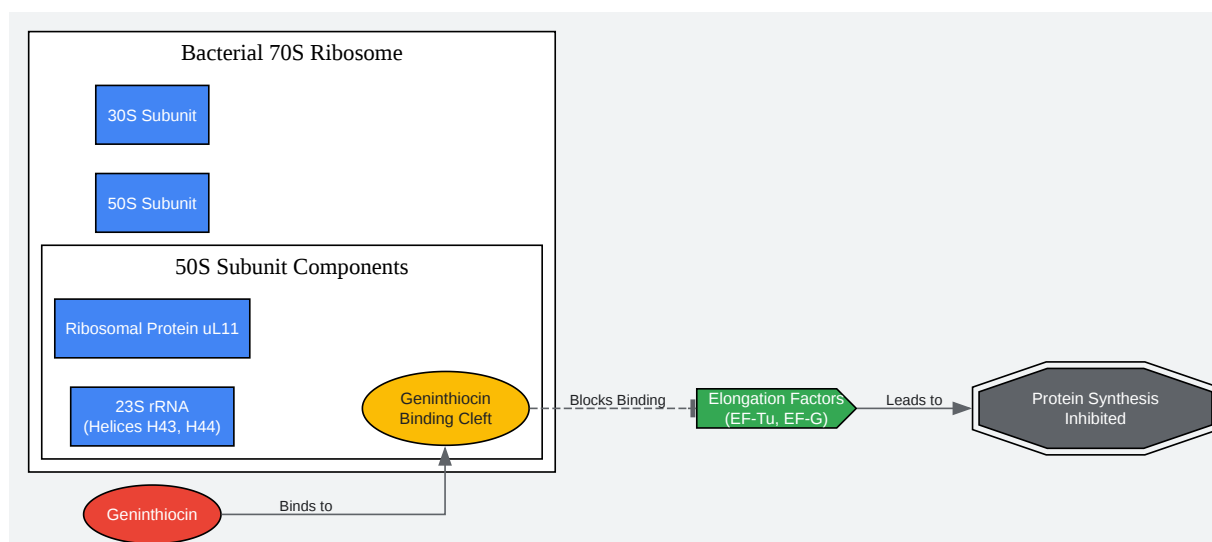 Bacterial 70S Ribosome
30S Subunit
50S Subunit
50S Subunit Components
Ribosomal Protein uL11
23S rRNA
(Helices H43, H44)
Geninthiocin
Binding Cleft
Blocks Binding
Elongation Factors
(EF-Tu, EF-G)
Leads to
Protein Synthesis
Inhibited
Geninthiocin
Binds to